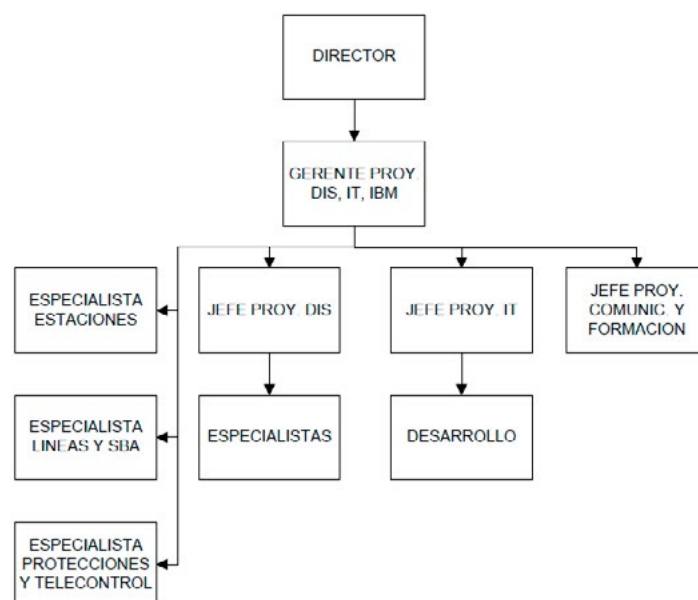 DIRECTOR
GERENTE PROY.
DIS, IT, IBM
ESPECIALISTA
ESTACIONES
JEFE PROY. DIS
JEFE PROY. IT
JEFE PROY.
COMUNIC. Y
FORMACION
ESPECIALISTA
LINEAS Y SBA
ESPECIALISTAS
DESARROLLO
ESPECIALISTA
PROTECCIONES
Y TELECONTROL